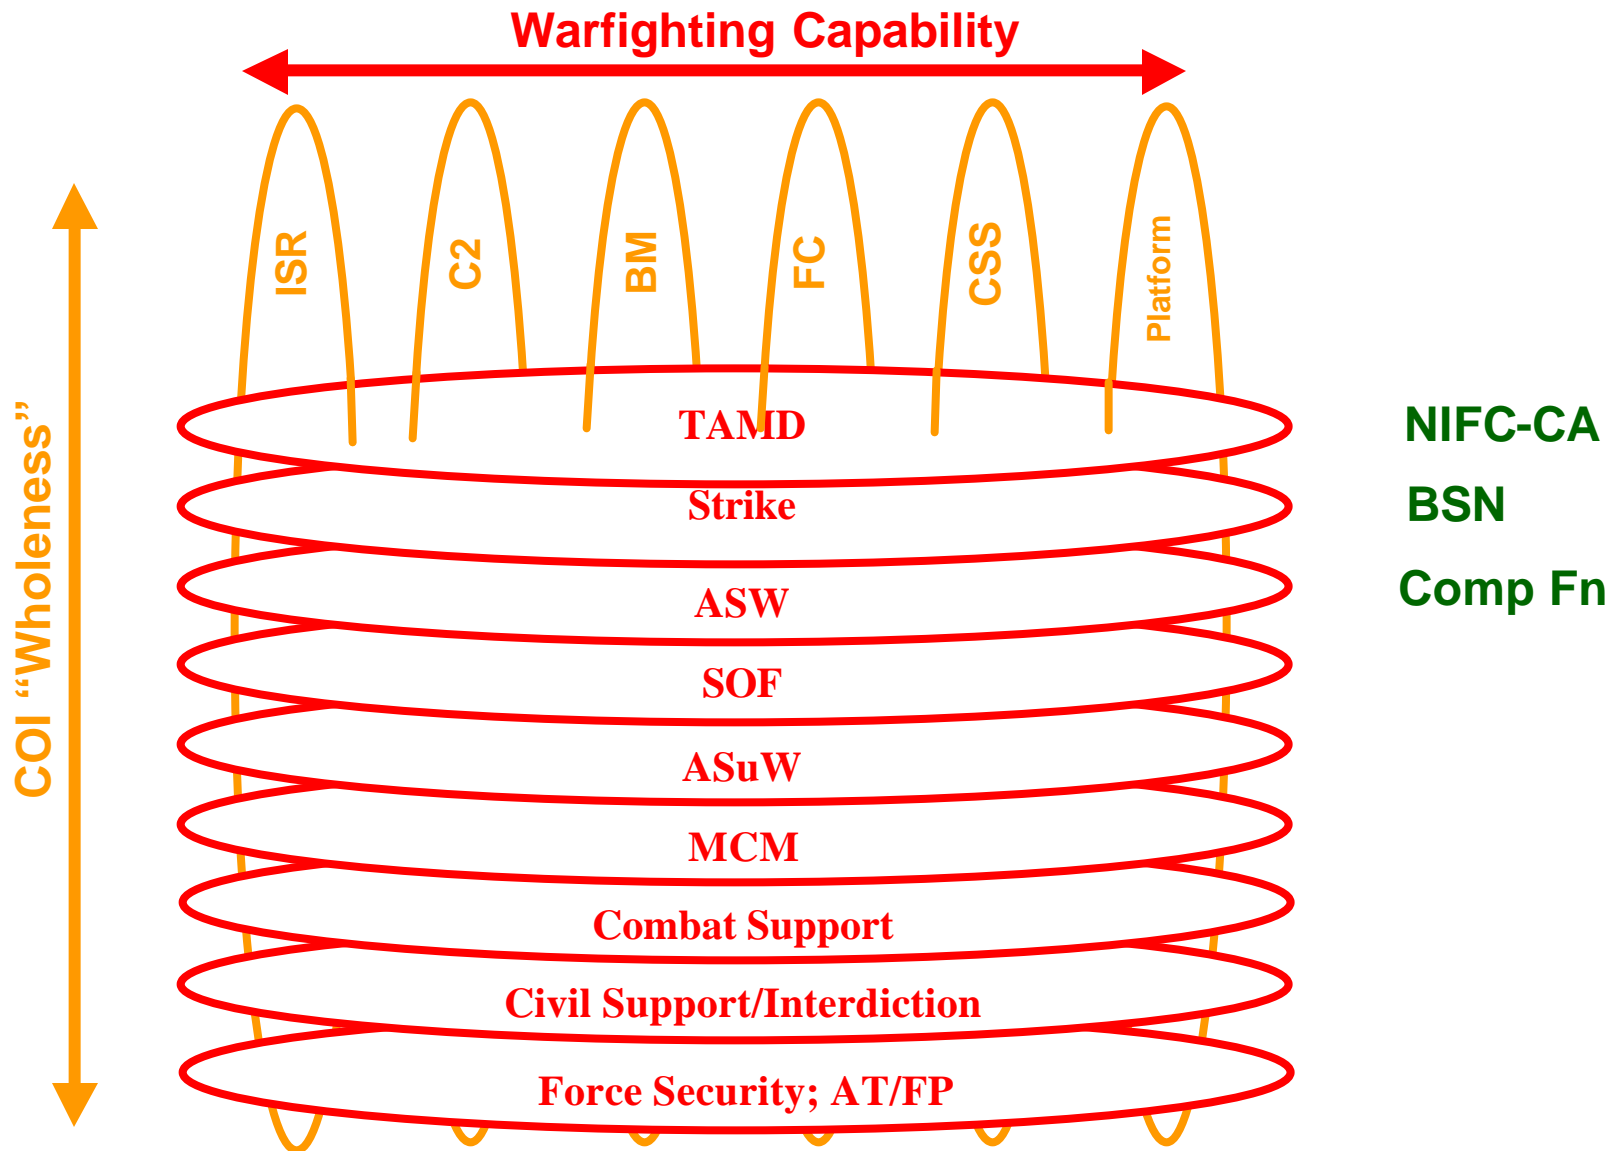 Warfighting Capability
COI “Wholeness”
ISR
C2
BM
FC
CSS
Platform
TAMD
NIFC-CA
Strike
BSN
ASW
Comp Fn
SOF
ASuW
MCM
Combat Support
Civil Support/Interdiction
Force Security; AT/FP